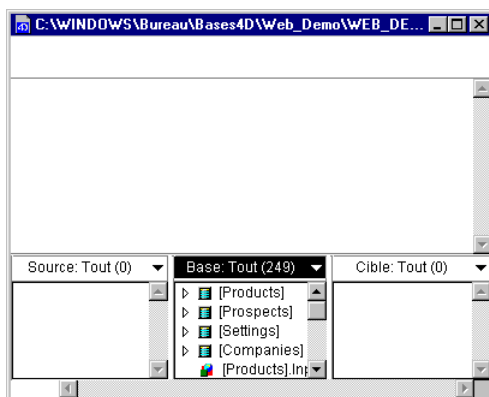 C:\WINDOWS\Bureau\Bases4D\Web_Demo\WEB_DE...
Source: Tout (0) Base: Tout (249) Cible: Tout (0)
[Products]
[Prospects]
[Settings]
[Companies]
[Products].Inp